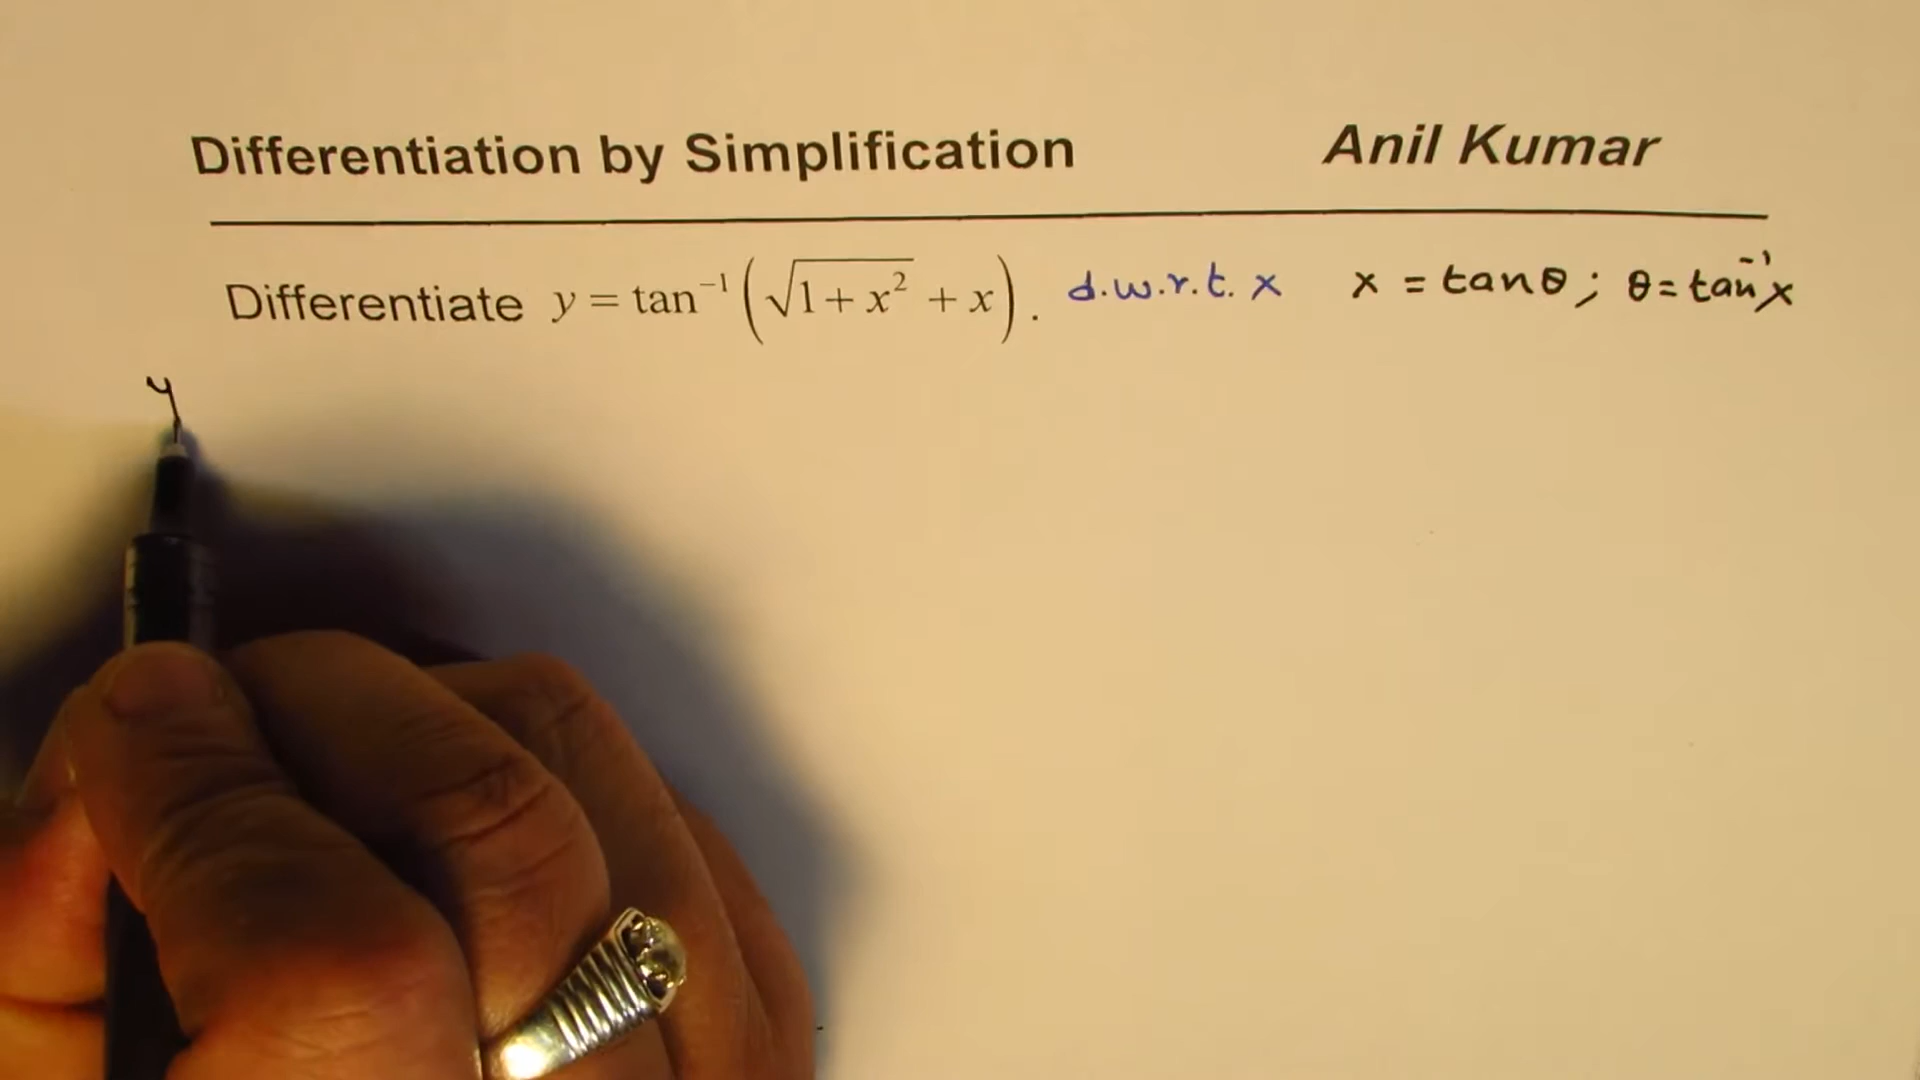 Differentiation by Simplification Anil Kumar
Differentiate y = tan⁻¹(√(1+x²) + x). d.w.r.t. x x = tanθ ; θ = tan⁻¹x
y